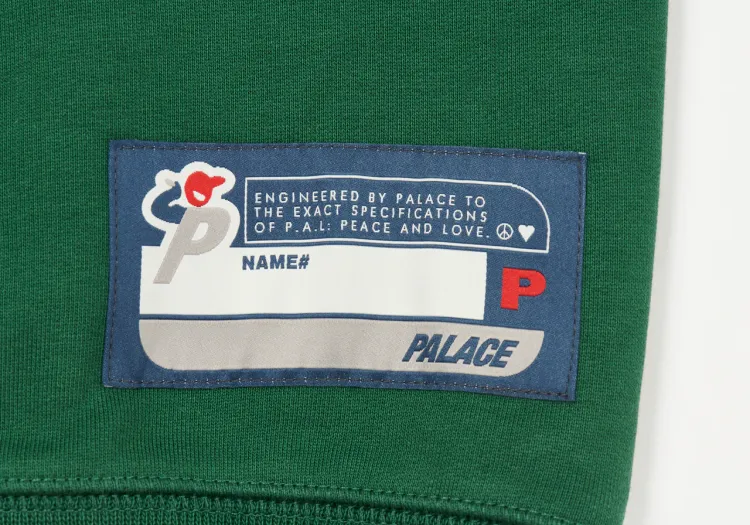 P
ENGINEERED BY PALACE TO
THE EXACT SPECIFICATIONS
OF P.A.L: PEACE AND LOVE. ☮♥
NAME#
P
PALACE